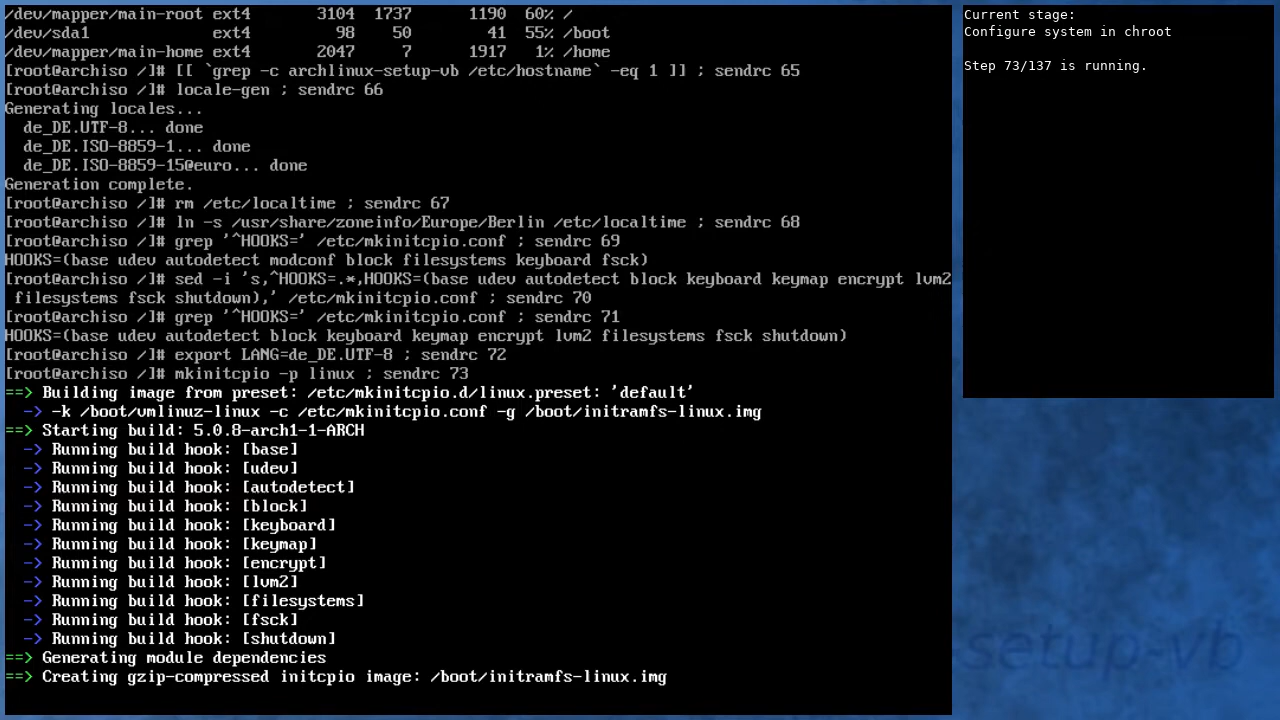 /dev/mapper/main-root ext4       3104  1737      1190  60% /
/dev/sda1             ext4         98    50        41  55% /boot
/dev/mapper/main-home ext4       2047     7      1917   1% /home
[root@archiso /]# [[ `grep -c archlinux-setup-vb /etc/hostname` -eq 1 ]] ; sendrc 65
[root@archiso /]# locale-gen ; sendrc 66
Generating locales...
  de_DE.UTF-8... done
  de_DE.ISO-8859-1... done
  de_DE.ISO-8859-15@euro... done
Generation complete.
[root@archiso /]# rm /etc/localtime ; sendrc 67
[root@archiso /]# ln -s /usr/share/zoneinfo/Europe/Berlin /etc/localtime ; sendrc 68
[root@archiso /]# grep '^HOOKS=' /etc/mkinitcpio.conf ; sendrc 69
HOOKS=(base udev autodetect modconf block filesystems keyboard fsck)
[root@archiso /]# sed -i 's,^HOOKS=.*,HOOKS=(base udev autodetect block keyboard keymap encrypt lvm2
 filesystems fsck shutdown),' /etc/mkinitcpio.conf ; sendrc 70
[root@archiso /]# grep '^HOOKS=' /etc/mkinitcpio.conf ; sendrc 71
HOOKS=(base udev autodetect block keyboard keymap encrypt lvm2 filesystems fsck shutdown)
[root@archiso /]# export LANG=de_DE.UTF-8 ; sendrc 72
[root@archiso /]# mkinitcpio -p linux ; sendrc 73
==> Building image from preset: /etc/mkinitcpio.d/linux.preset: 'default'
  -> -k /boot/vmlinuz-linux -c /etc/mkinitcpio.conf -g /boot/initramfs-linux.img
==> Starting build: 5.0.8-arch1-1-ARCH
  -> Running build hook: [base]
  -> Running build hook: [udev]
  -> Running build hook: [autodetect]
  -> Running build hook: [block]
  -> Running build hook: [keyboard]
  -> Running build hook: [keymap]
  -> Running build hook: [encrypt]
  -> Running build hook: [lvm2]
  -> Running build hook: [filesystems]
  -> Running build hook: [fsck]
  -> Running build hook: [shutdown]
==> Generating module dependencies
==> Creating gzip-compressed initcpio image: /boot/initramfs-linux.img
Current stage:
Configure system in chroot
Step 73/137 is running.
setup-vb